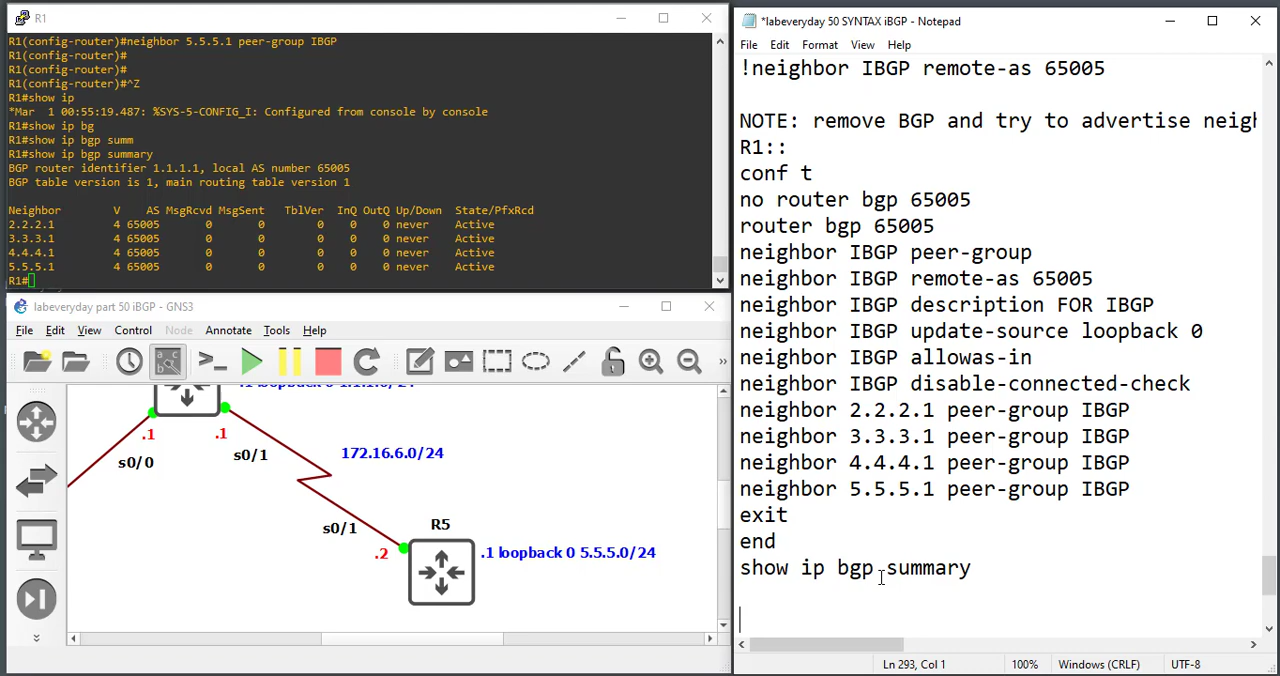 R1
R1(config-router)#neighbor 5.5.5.1 peer-group IBGP
R1(config-router)#
R1(config-router)#
R1(config-router)#^Z
R1#show ip
*Mar  1 00:55:19.487: %SYS-5-CONFIG_I: Configured from console by console
R1#show ip bg
R1#show ip bgp summ
R1#show ip bgp summary
BGP router identifier 1.1.1.1, local AS number 65005
BGP table version is 1, main routing table version 1
Neighbor        V    AS MsgRcvd MsgSent   TblVer  InQ OutQ Up/Down  State/PfxRcd
2.2.2.1         4 65005       0       0        0    0    0 never    Active
3.3.3.1         4 65005       0       0        0    0    0 never    Active
4.4.4.1         4 65005       0       0        0    0    0 never    Active
5.5.5.1         4 65005       0       0        0    0    0 never    Active
R1#
labeveryday part 50 iBGP - GNS3
File Edit View Control Node Annotate Tools Help
.1 loopback 0 1.1.1.0/24
.1
.1
s0/0
s0/1
172.16.6.0/24
s0/1
R5
.2
.1 loopback 0 5.5.5.0/24
*labeveryday 50 SYNTAX iBGP - Notepad
File Edit Format View Help
!neighbor IBGP remote-as 65005
NOTE: remove BGP and try to advertise
R1::
conf t
no router bgp 65005
router bgp 65005
neighbor IBGP peer-group
neighbor IBGP remote-as 65005
neighbor IBGP description FOR IBGP
neighbor IBGP update-source loopback 0
neighbor IBGP allowas-in
neighbor IBGP disable-connected-check
neighbor 2.2.2.1 peer-group IBGP
neighbor 3.3.3.1 peer-group IBGP
neighbor 4.4.4.1 peer-group IBGP
neighbor 5.5.5.1 peer-group IBGP
exit
end
show ip bgp summary
Ln 293, Col 1 100% Windows (CRLF) UTF-8